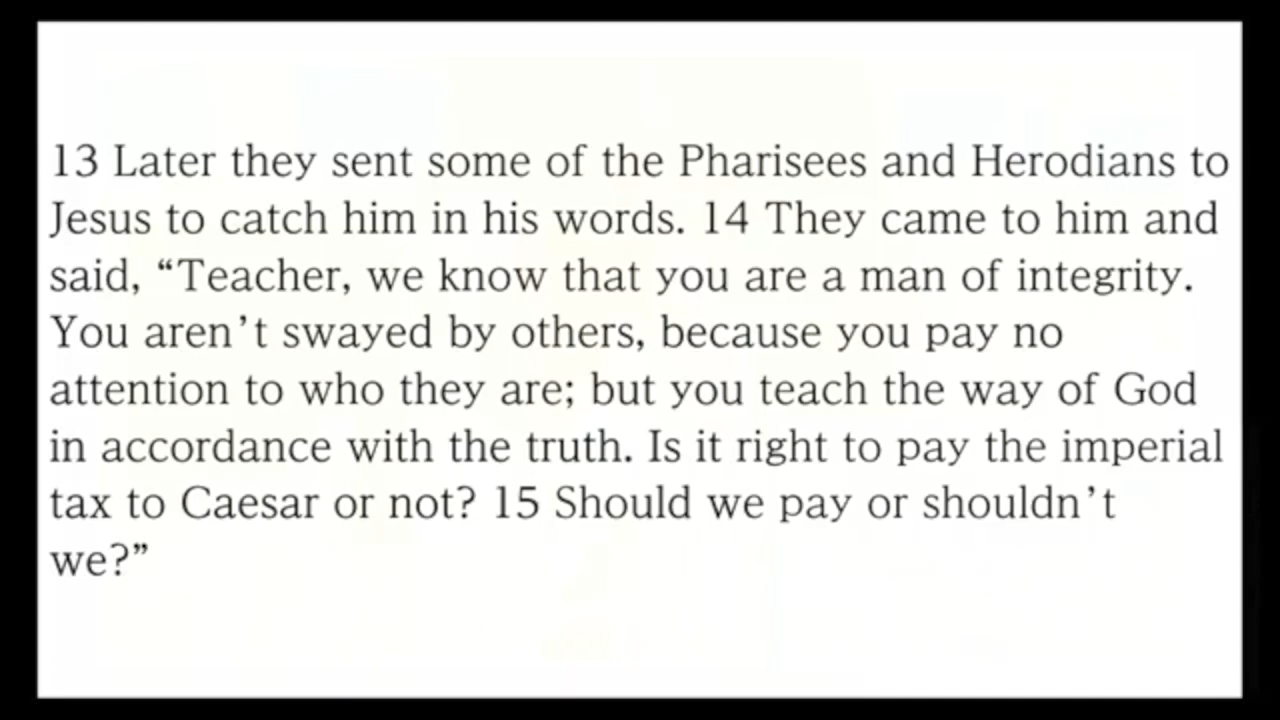 13 Later they sent some of the Pharisees and Herodians to
Jesus to catch him in his words. 14 They came to him and
said, “Teacher, we know that you are a man of integrity.
You aren’t swayed by others, because you pay no
attention to who they are; but you teach the way of God
in accordance with the truth. Is it right to pay the imperial
tax to Caesar or not? 15 Should we pay or shouldn’t
we?”